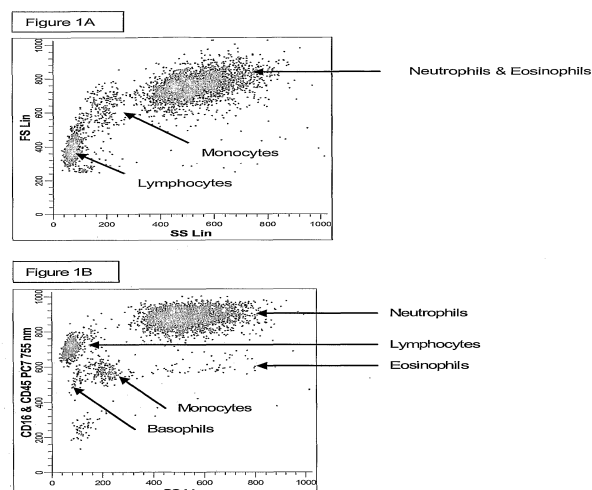 Figure 1A
1000
800
600
400
200
0
FS Lin
0 200 400 600 800 1000
SS Lin
Neutrophils & Eosinophils
Monocytes
Lymphocytes
Figure 1B
1000
800
600
400
200
0
CD16 & CD45 PC7 755 nm
0 200 400 600 800 1000
Neutrophils
Lymphocytes
Eosinophils
Monocytes
Basophils